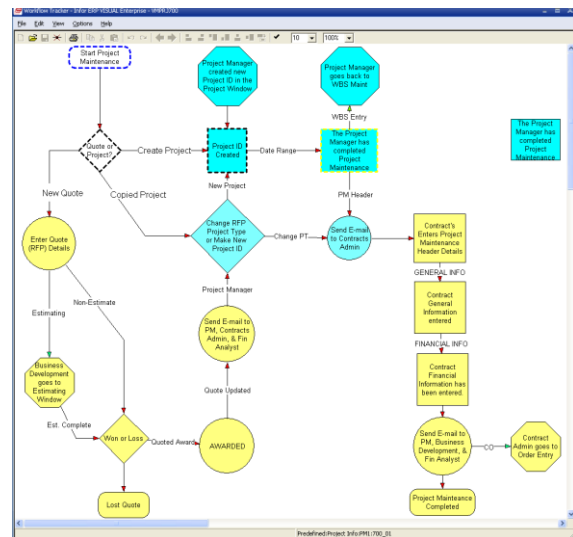 Workflow Tracker - Infor ERP VISUAL Enterprise - VMPRJ700
File Edit View Options Help
10 100%
Start Project
Maintenance
Project Manager
created new
Project ID in the
Project Window
Project Manager
goes back to
WBS Maint
WBS Entry
Quote or
Project?
Create Project
Project ID
Created
Date Range
The Project
Manager has
completed
Project
Maintenance
The Project
Manager has
completed
Project
Maintenance
New Quote
Copied Project
New Project
PM Header
Enter Quote
(RFP) Details
Change RFP
Project Type
or Make New
Project ID
Change PT
Send E-mail
to Contracts
Admin
Contract's
Enters Project
Maintenance
Header Details
GENERAL INFO
Estimating
Non-Estimate
Project Manager
Contract
General
Information
entered
Send E-mail to
PM, Contracts
Admin, & Fin
Analyst
FINANCIAL INFO
Business
Development
goes to
Estimating
Window
Contract
Financial
Information has
been entered.
Quote Updated
Est. Complete
Won or Loss
Quoted Award
AWARDED
Send E-mail to
PM, Business
Development, &
Fin Analyst
CO
Contract
Admin goes to
Order Entry
Lost Quote
Project Mainteance
Completed
Predefined:Project Info:PM1:700_01